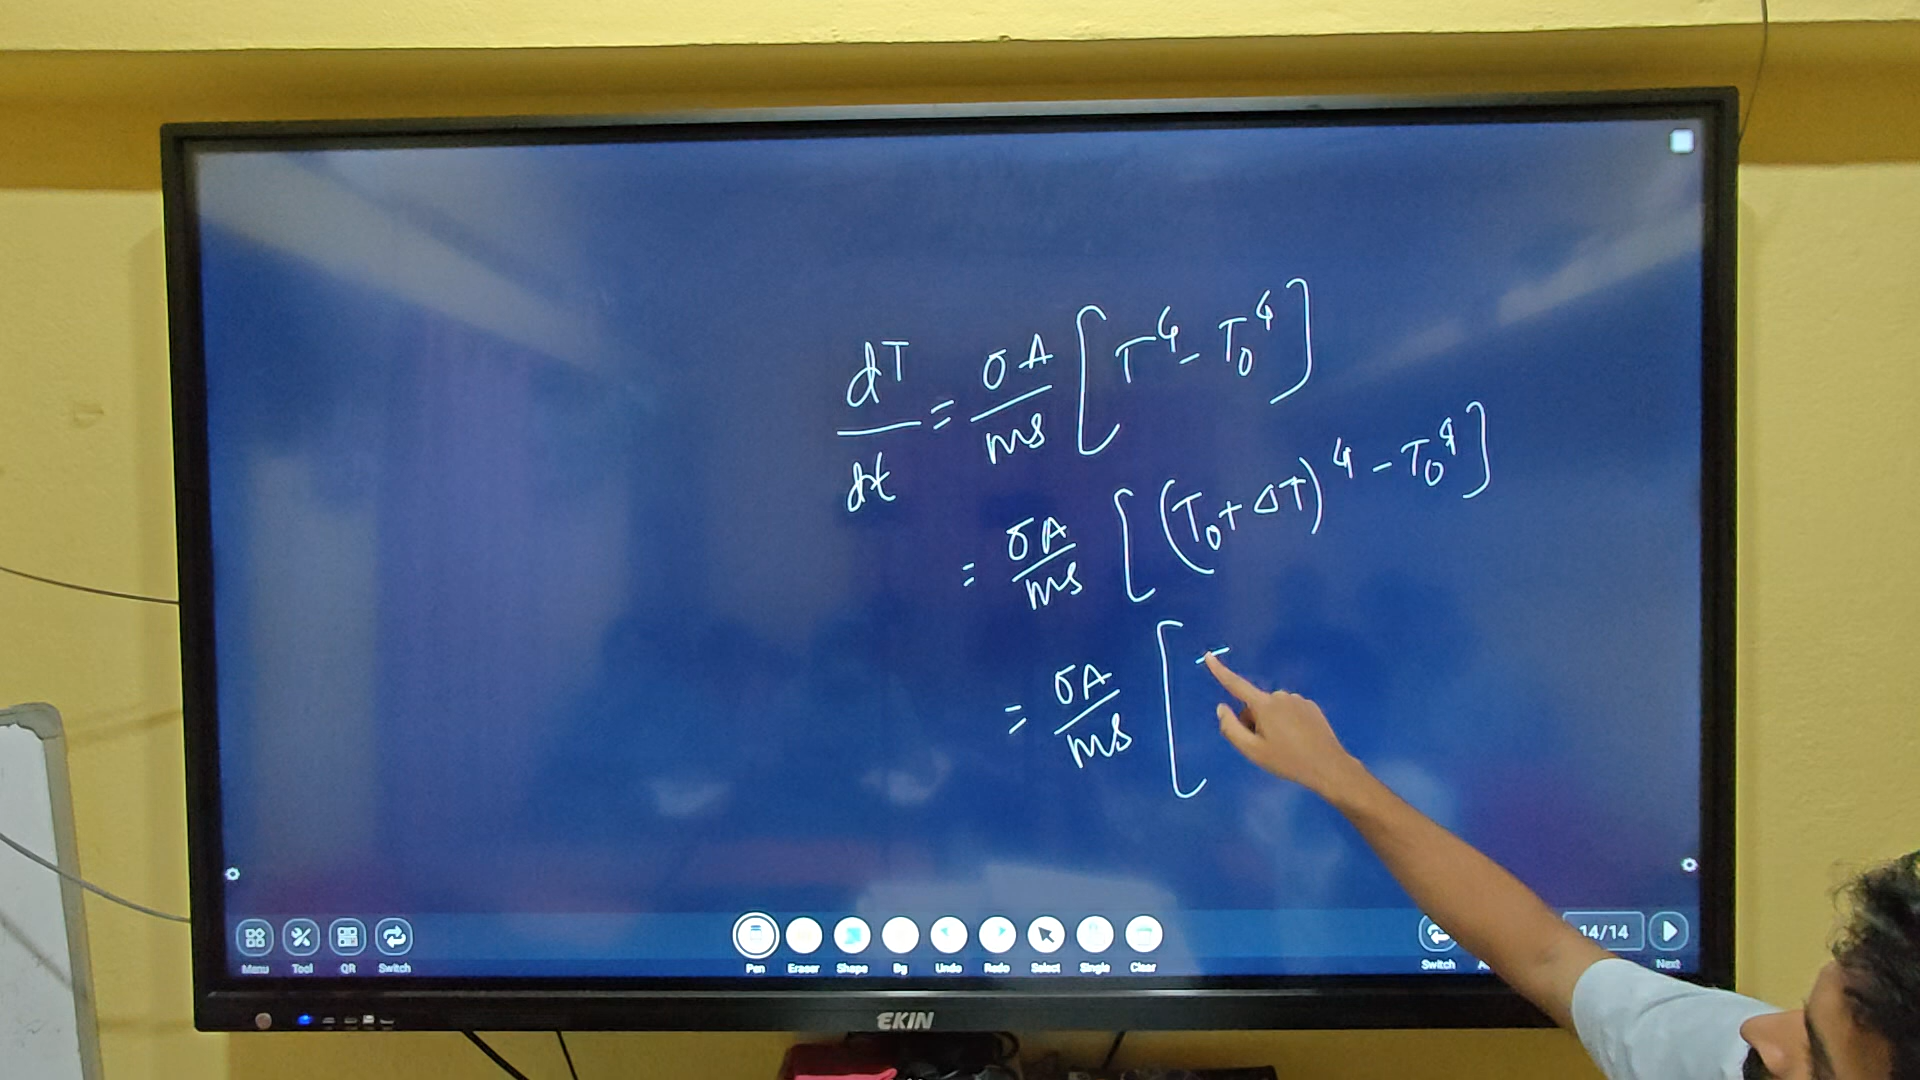 dT/dt = σA/ms [T⁴ - T₀⁴]
= σA/ms [(T₀ + ΔT)⁴ - T₀⁴]
= σA/ms [T
Menu Tool QR Switch Pen Eraser Shape Bg Undo Redo Select Single Clear Switch 14/14 Next
EKIN